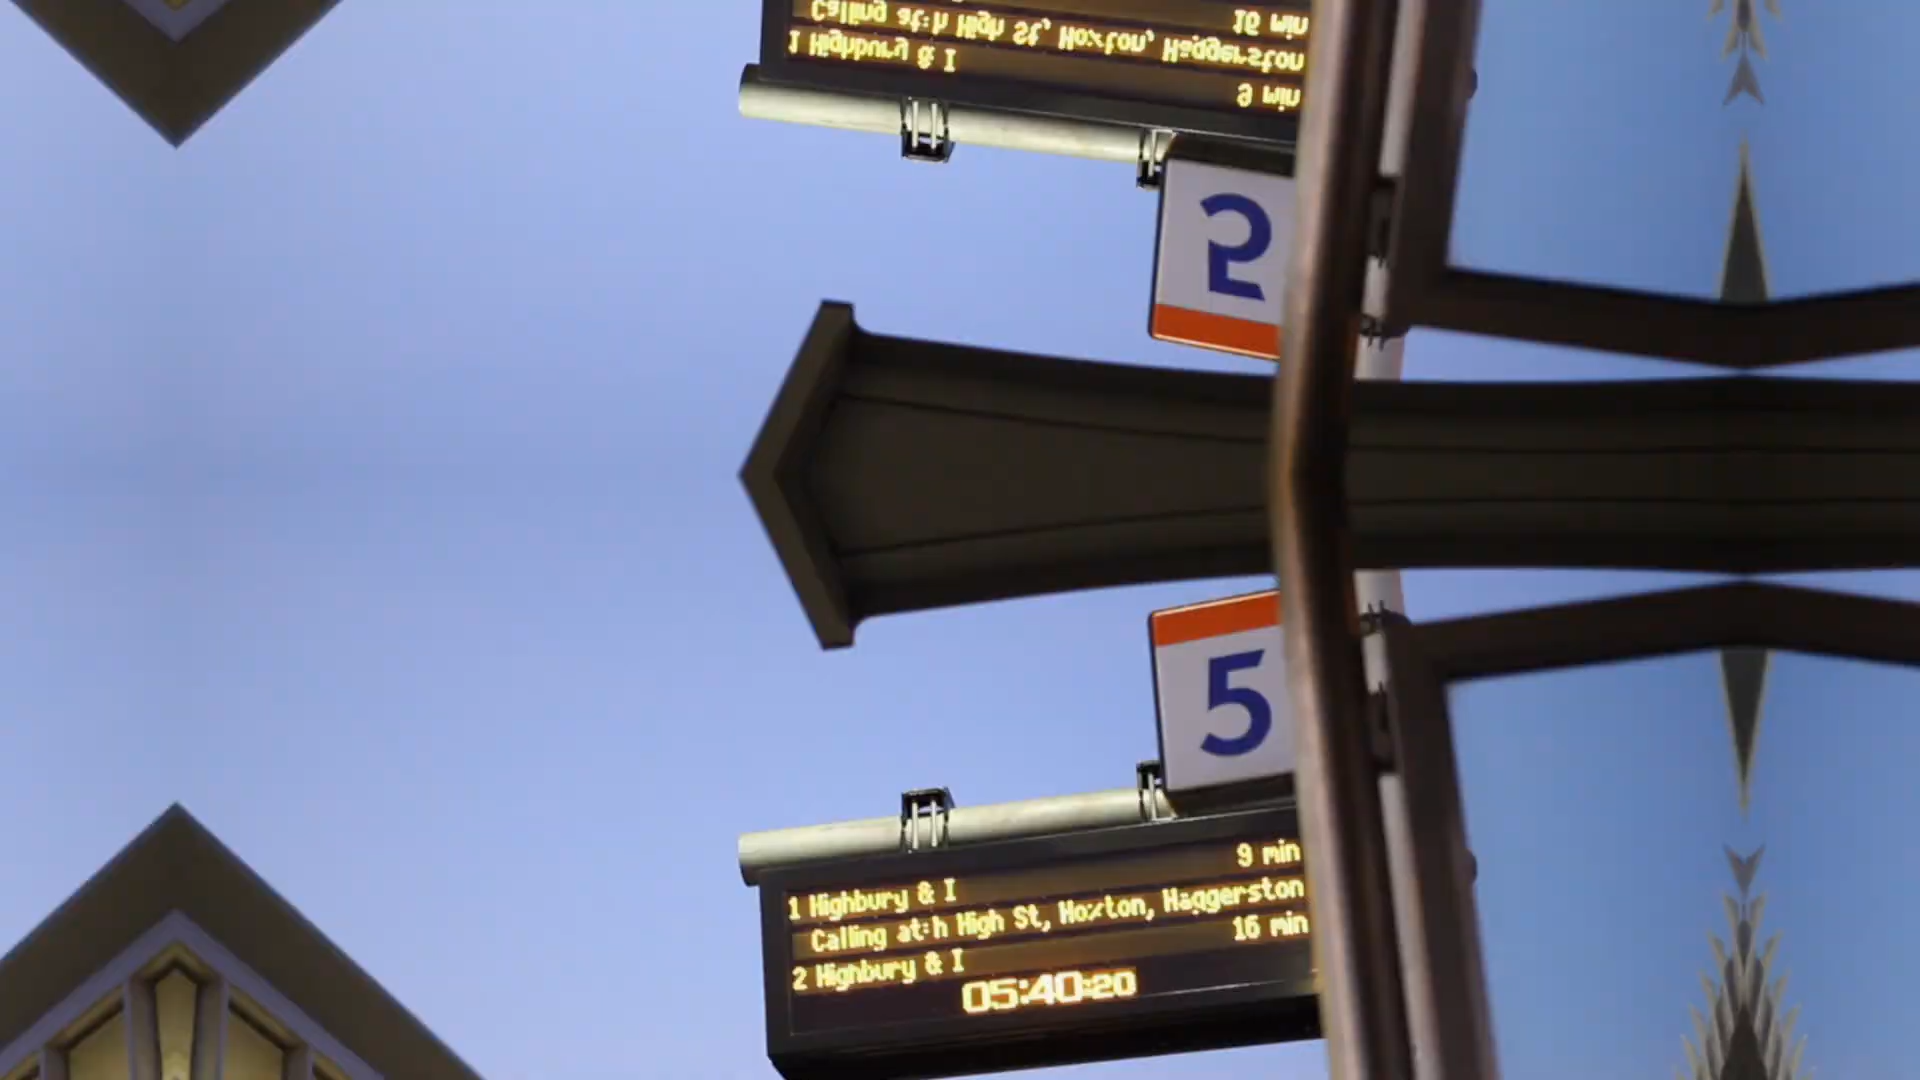 16 min
Calling at:h High St, Hoxton, Haggerston
1 Highbury & I
9 min
5
5
9 min
1 Highbury & I
Calling at:h High St, Hoxton, Haggerston
16 min
2 Highbury & I
05:40:20